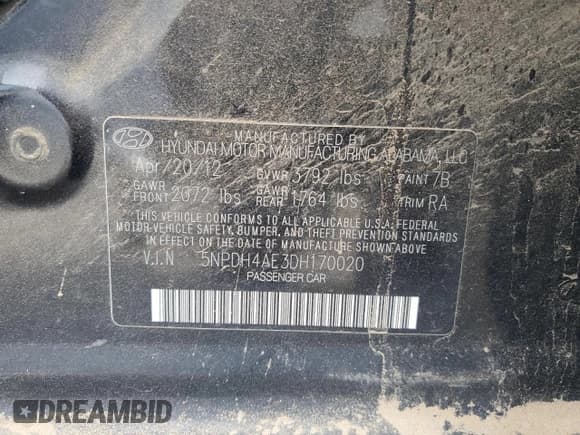 MANUFACTURED BY
HYUNDAI MOTOR MANUFACTURING ALABAMA, LLC
Apr/20/12 GVWR 3792 lbs PAINT 7B
GAWR FRONT 2072 lbs GAWR REAR 1764 lbs TRIM RA
THIS VEHICLE CONFORMS TO ALL APPLICABLE U.S.A. FEDERAL
MOTOR VEHICLE SAFETY, BUMPER, AND THEFT PREVENTION STANDARDS
IN EFFECT ON THE DATE OF MANUFACTURE SHOWN ABOVE
V.I.N 5NPDH4AE3DH170020
PASSENGER CAR
DREAMBID